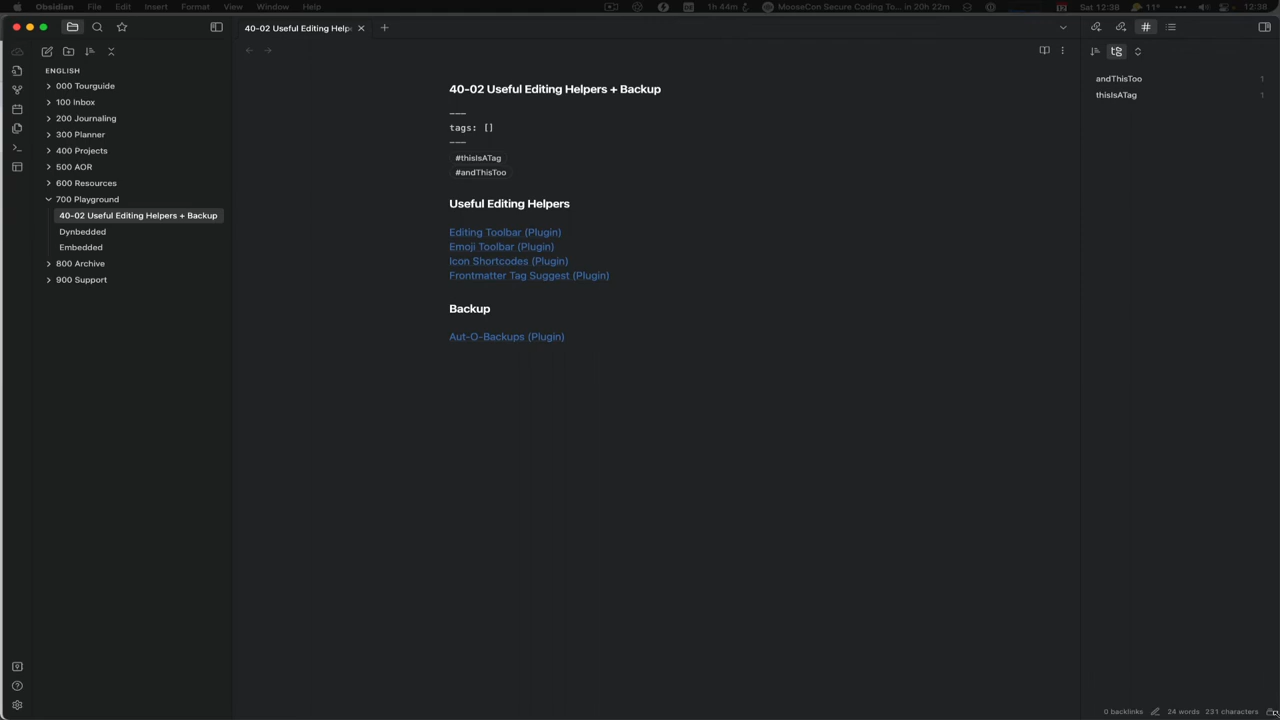 Obsidian File Edit Insert Format View Window Help 1h 44m MooseCon Secure Coding To... in 20h 22m Sat 12:38 11° 12:38
40-02 Useful Editing Help
ENGLISH
000 Tourguide
100 Inbox
200 Journaling
300 Planner
400 Projects
500 AOR
600 Resources
700 Playground
40-02 Useful Editing Helpers + Backup
Dynbedded
Embedded
800 Archive
900 Support
40-02 Useful Editing Helpers + Backup
---
tags: []
---
#thisIsATag
#andThisToo
Useful Editing Helpers
Editing Toolbar (Plugin)
Emoji Toolbar (Plugin)
Icon Shortcodes (Plugin)
Frontmatter Tag Suggest (Plugin)
Backup
Aut-O-Backups (Plugin)
andThisToo 1
thisIsATag 1
0 backlinks 24 words 231 characters